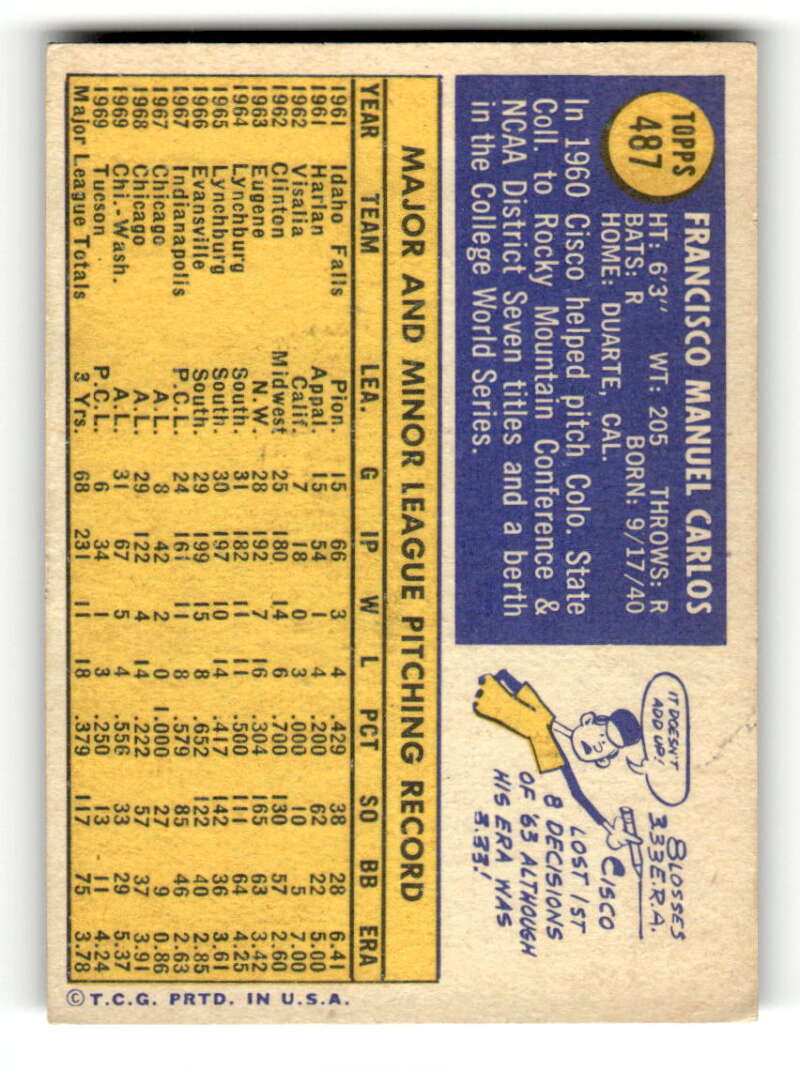 TOPPS
487
FRANCISCO MANUEL CARLOS
HT: 6'3" WT: 205 THROWS: R
BATS: R BORN: 9/17/40
HOME: DUARTE, CAL.
In 1960 Cisco helped pitch Colo. State
Coll. to Rocky Mountain Conference &
NCAA District Seven titles and a berth
in the College World Series.
IT DOESN'T
ADD UP!
8 LOSSES
3.33 E.R.A.
CISCO
LOST 1ST
8 DECISIONS
OF '63 ALTHOUGH
HIS ERA WAS
3.33!
MAJOR AND MINOR LEAGUE PITCHING RECORD
YEAR TEAM LEA. G IP W L PCT SO BB ERA
1961 Idaho Falls Pion. 15 66 3 4 .429 38 28 6.41
1961 Harlan Appal. 15 54 1 4 .200 62 22 5.00
1962 Visalia Calif. 7 18 0 3 .000 10 5 7.00
1962 Clinton Midwest 25 180 14 6 .700 130 57 2.60
1963 Eugene N.W. 28 192 7 16 .304 165 63 3.42
1964 Lynchburg South. 31 182 11 11 .500 111 64 4.25
1965 Lynchburg South. 30 197 10 14 .417 142 36 3.61
1966 Evansville South. 29 199 15 8 .652 122 40 2.85
1967 Indianapolis P.C.L. 24 161 11 8 .579 85 46 2.63
1967 Chicago A.L. 8 42 2 0 1.000 27 9 0.86
1968 Chicago A.L. 29 122 4 14 .222 57 37 3.91
1969 Chi.-Wash. A.L. 31 67 5 4 .556 33 29 5.37
1969 Tucson P.C.L. 6 34 1 3 .250 13 11 4.24
Major League Totals 3 Yrs. 68 231 11 18 .379 117 75 3.78
© T.C.G. PRTD. IN U.S.A.